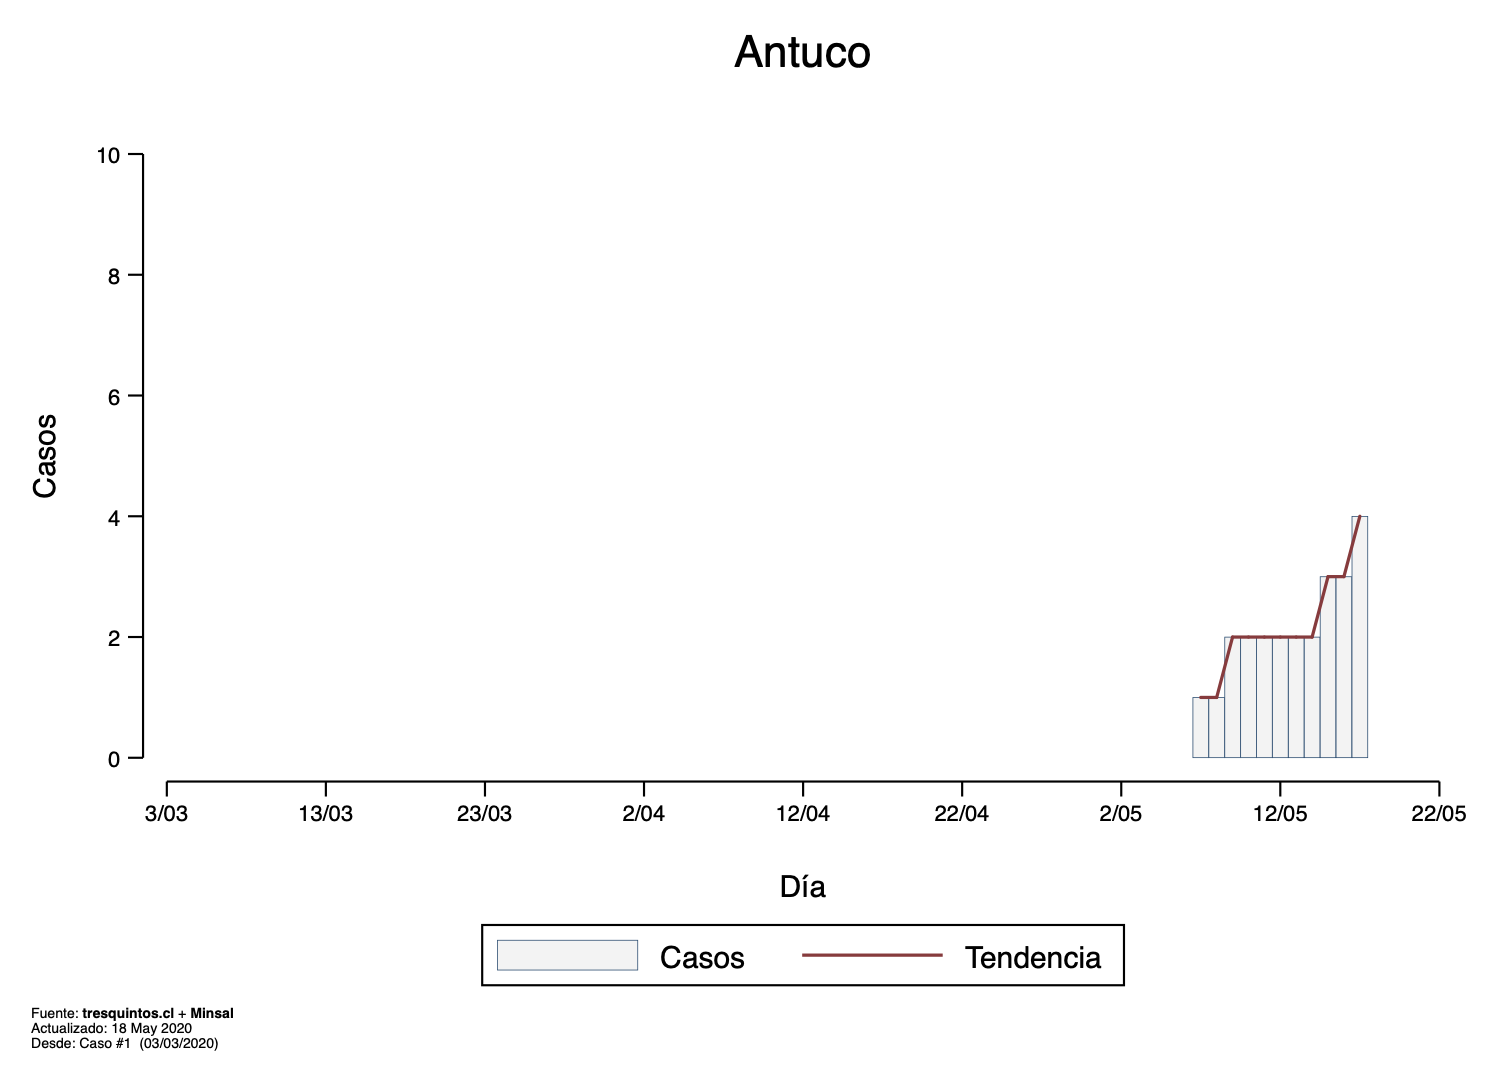 Antuco
10
8
6
4
2
0
Casos
3/03 13/03 23/03 2/04 12/04 22/04 2/05 12/05 22/05
Día
Casos Tendencia
Fuente: tresquintos.cl + Minsal
Actualizado: 18 May 2020
Desde: Caso #1 (03/03/2020)